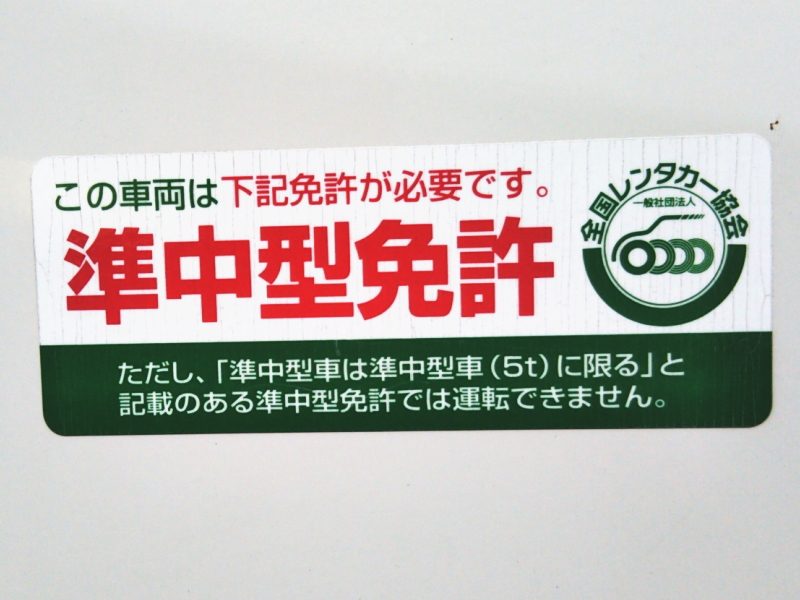 この車両は下記免許が必要です。
準中型免許
全国レンタカー協会
一般社団法人
ただし、「準中型車は準中型車（5t）に限る」と
記載のある準中型免許では運転できません。